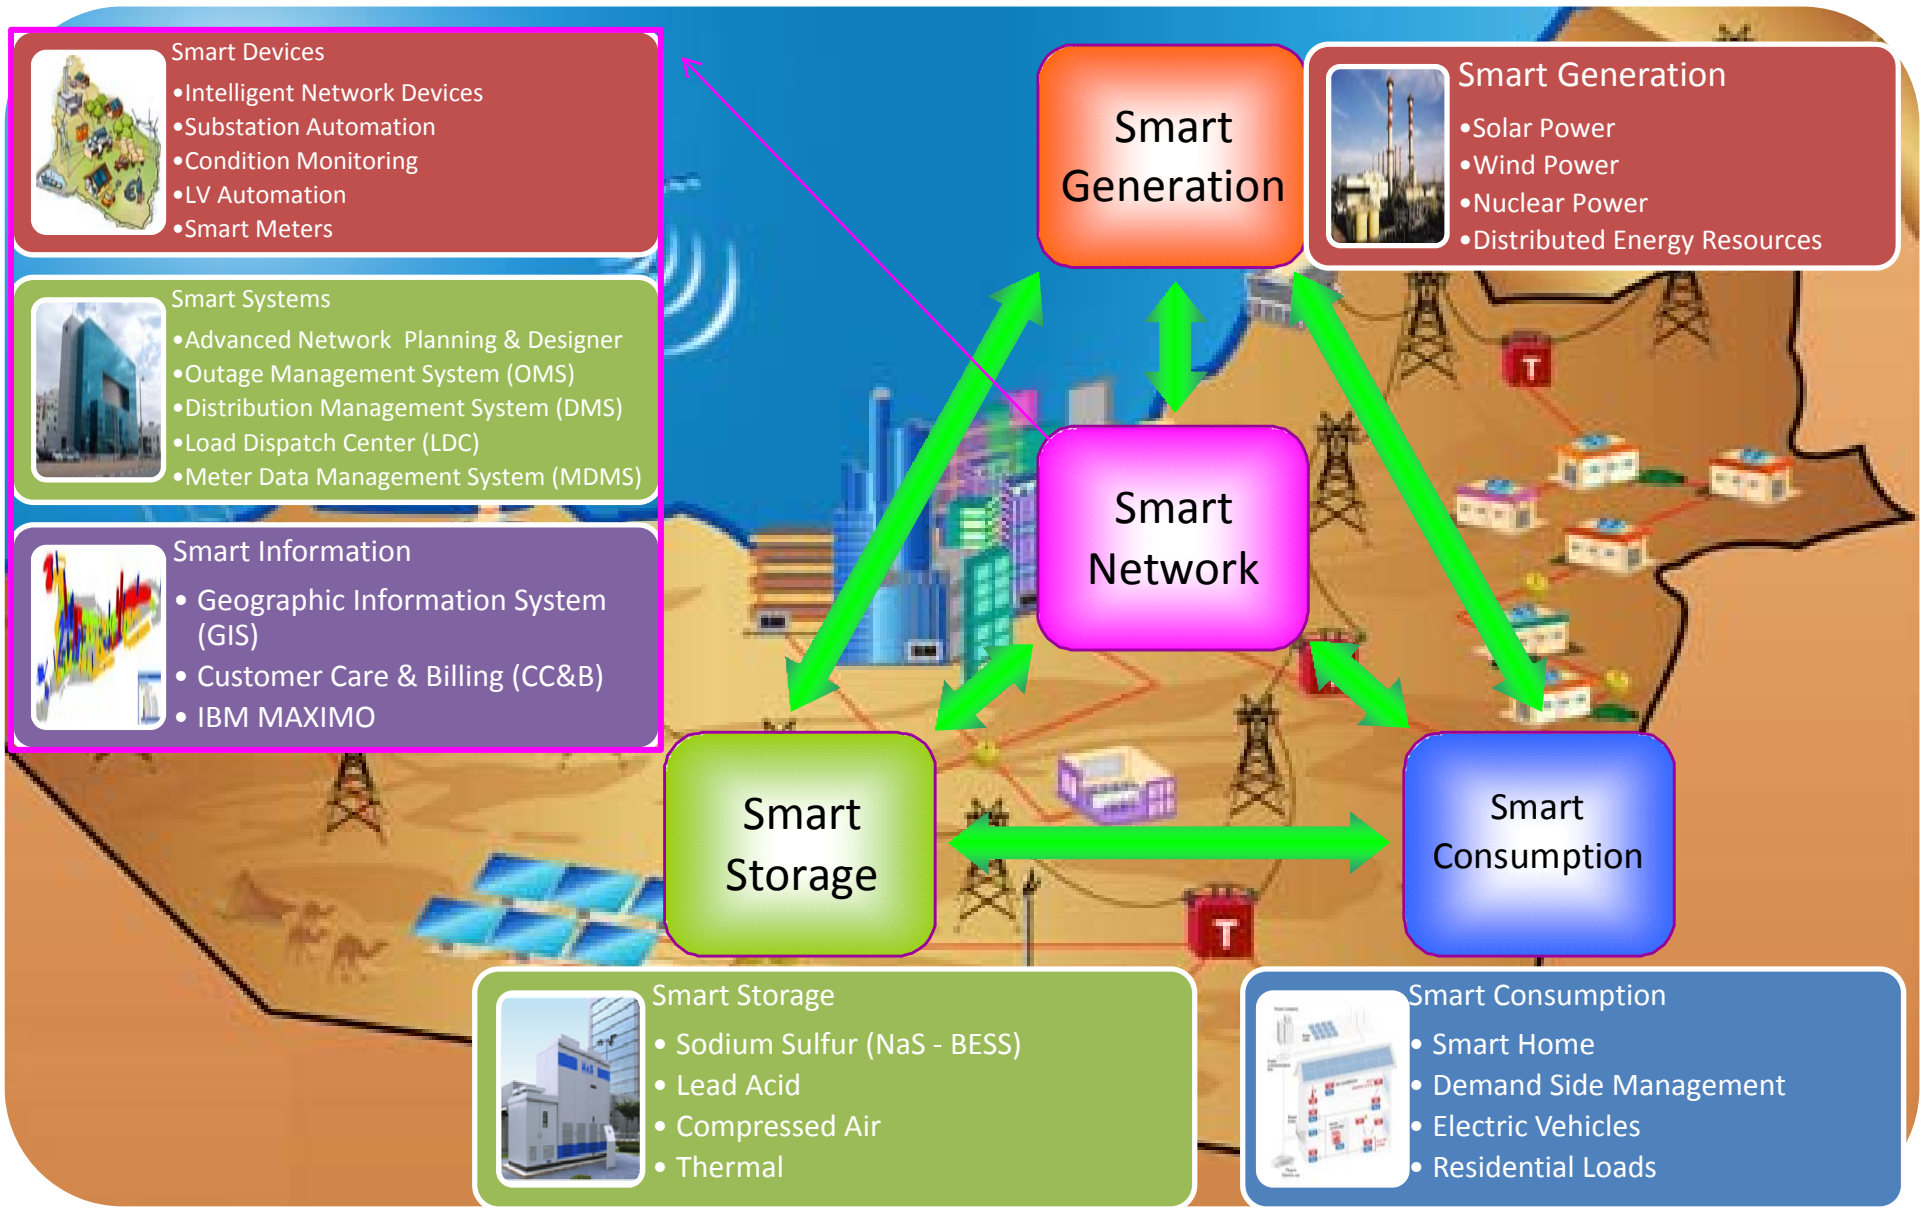 Smart Devices
•Intelligent Network Devices
•Substation Automation
•Condition Monitoring
•LV Automation
•Smart Meters
Smart Systems
•Advanced Network Planning & Designer
•Outage Management System (OMS)
•Distribution Management System (DMS)
•Load Dispatch Center (LDC)
•Meter Data Management System (MDMS)
Smart Information
• Geographic Information System
(GIS)
• Customer Care & Billing (CC&B)
• IBM MAXIMO
Smart
Generation
Smart Generation
•Solar Power
•Wind Power
•Nuclear Power
•Distributed Energy Resources
T
Smart
Network
Smart
Storage
Smart
Consumption
T
Smart Storage
• Sodium Sulfur (NaS - BESS)
• Lead Acid
• Compressed Air
• Thermal
NAS
Smart Consumption
• Smart Home
• Demand Side Management
• Electric Vehicles
• Residential Loads